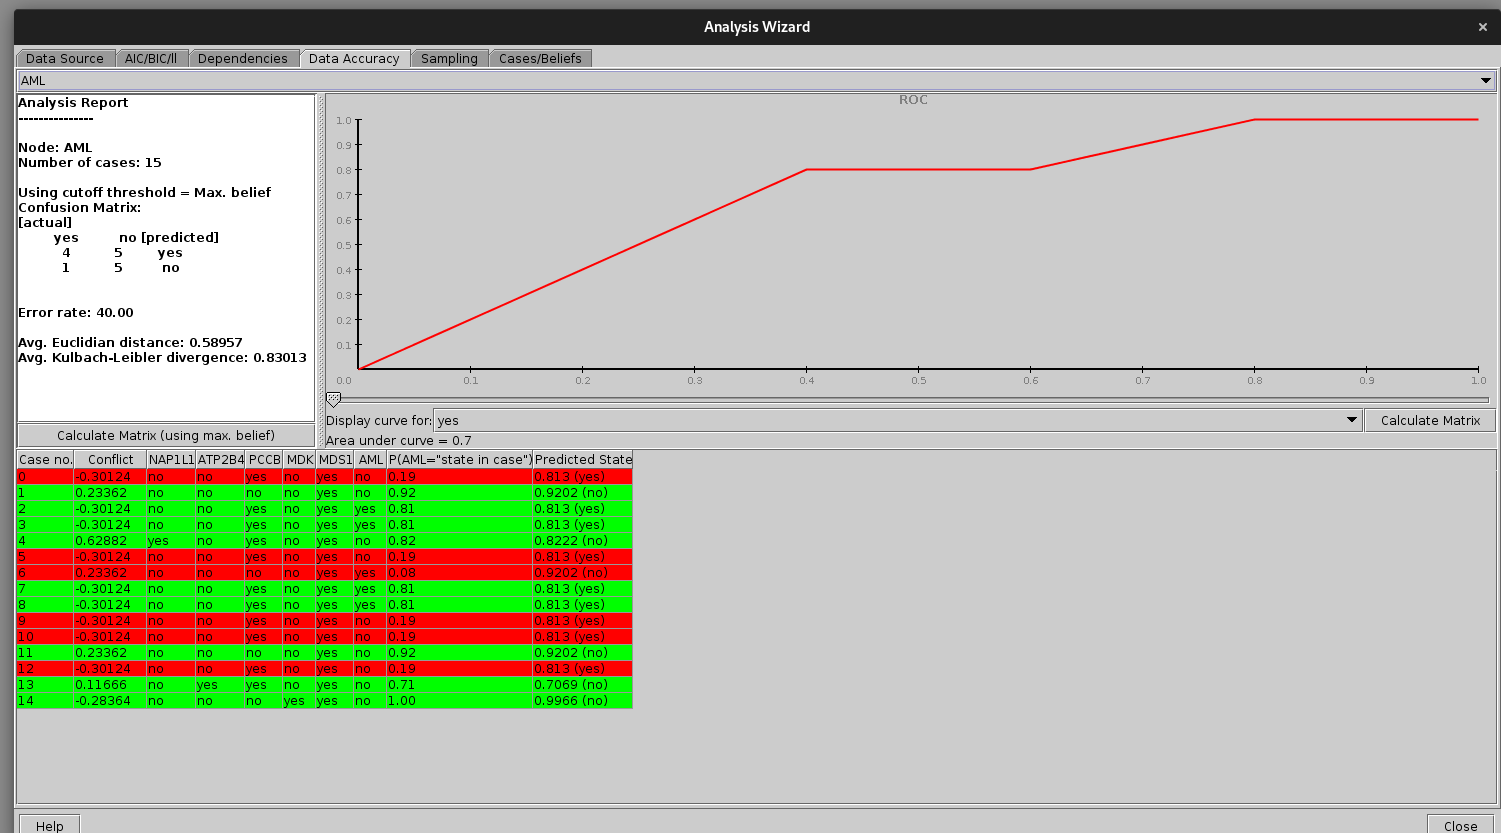 Analysis Wizard
×
Data Source AIC/BIC/ll Dependencies Data Accuracy Sampling Cases/Beliefs
AML
Analysis Report
---------------
Node: AML
Number of cases: 15
Using cutoff threshold = Max. belief
Confusion Matrix:
[actual]
yes no [predicted]
4 5 yes
1 5 no
Error rate: 40.00
Avg. Euclidian distance: 0.58957
Avg. Kulbach-Leibler divergence: 0.83013
Calculate Matrix (using max. belief)
ROC
1.0
0.9
0.8
0.7
0.6
0.5
0.4
0.3
0.2
0.1
0.0 0.1 0.2 0.3 0.4 0.5 0.6 0.7 0.8 0.9 1.0
Display curve for: yes Calculate Matrix
Area under curve = 0.7
Case no. Conflict NAP1L1 ATP2B4 PCCB MDK MDS1 AML P(AML="state in case") Predicted State
0 -0.30124 no no yes no yes no 0.19 0.813 (yes)
1 0.23362 no no no no yes no 0.92 0.9202 (no)
2 -0.30124 no no yes no yes yes 0.81 0.813 (yes)
3 -0.30124 no no yes no yes yes 0.81 0.813 (yes)
4 0.62882 yes no yes no yes no 0.82 0.8222 (no)
5 -0.30124 no no yes no yes no 0.19 0.813 (yes)
6 0.23362 no no no no yes yes 0.08 0.9202 (no)
7 -0.30124 no no yes no yes yes 0.81 0.813 (yes)
8 -0.30124 no no yes no yes yes 0.81 0.813 (yes)
9 -0.30124 no no yes no yes no 0.19 0.813 (yes)
10 -0.30124 no no yes no yes no 0.19 0.813 (yes)
11 0.23362 no no no no yes no 0.92 0.9202 (no)
12 -0.30124 no no yes no yes no 0.19 0.813 (yes)
13 0.11666 no yes yes no yes no 0.71 0.7069 (no)
14 -0.28364 no no no yes yes no 1.00 0.9966 (no)
Help Close